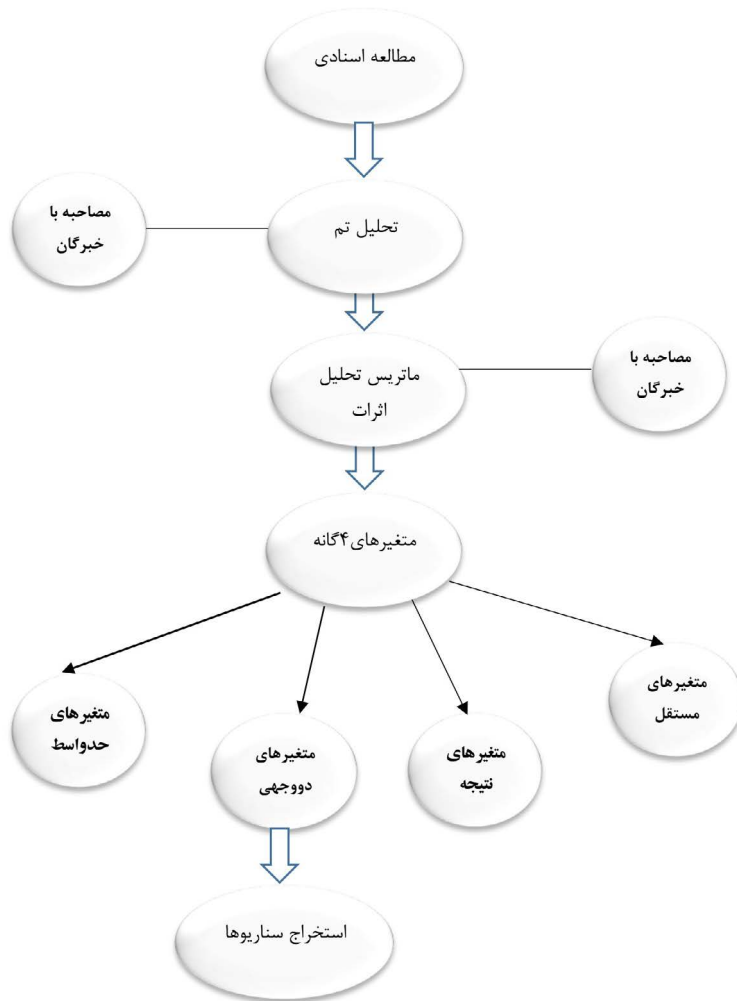 مطالعه اسنادی
تحلیل تم
مصاحبه با
خبرگان
ماتریس تحلیل
اثرات
مصاحبه با
خبرگان
متغیرهای۴گانه
متغیرهای
مستقل
متغیرهای
نتیجه
متغیرهای
دووجهی
متغیرهای
حدواسط
استخراج سناریوها